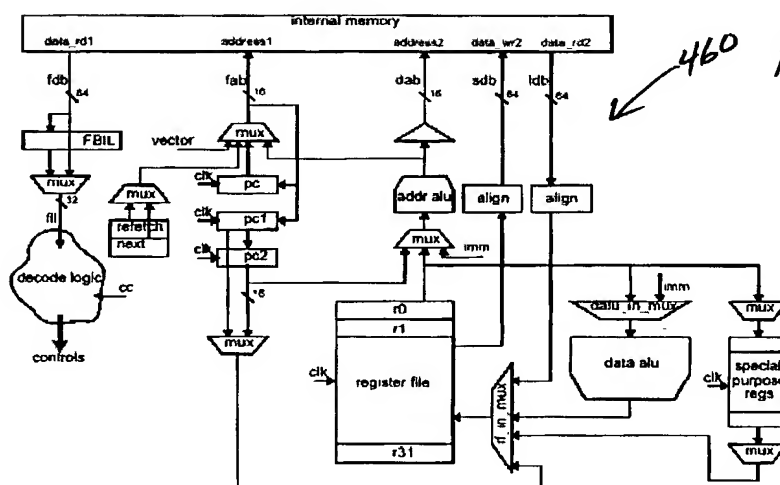 internal memory
data_rd1 address1 address2 data_wr2 data_rd2
460
fdb fab dab sdb ldb
64 16 16 64 64
FBIL
vector
mux
mux
mux
clk
pc
addr alu
align
align
32
refetch
next
clk
pc1
fil
clk
pc2
mux
imm
decode logic
cc
16
r0
imm
r1
dalu_in_mux
mux
controls
mux
clk
register file
rf_in_mux
data alu
clk
special
purpose
regs
r31
mux